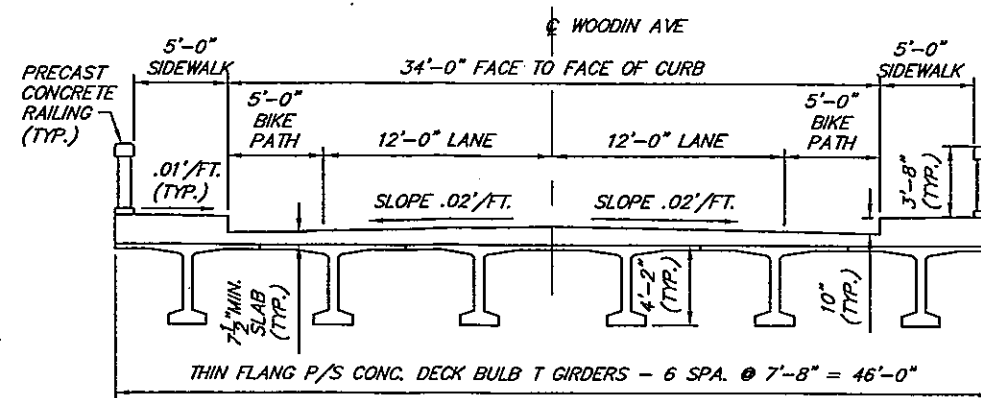 ℄ WOODIN AVE
5'-0"
SIDEWALK
34'-0" FACE TO FACE OF CURB
5'-0"
SIDEWALK
PRECAST
CONCRETE
RAILING
(TYP.)
5'-0"
BIKE
PATH
12'-0" LANE
12'-0" LANE
5'-0"
BIKE
PATH
.01'/FT.
(TYP.)
SLOPE .02'/FT.
SLOPE .02'/FT.
3'-8"
(TYP.)
7 1/2" MIN.
SLAB
(TYP.)
4'-2"
(TYP.)
10"
(TYP.)
THIN FLANG P/S CONC. DECK BULB T GIRDERS - 6 SPA. @ 7'-8" = 46'-0"